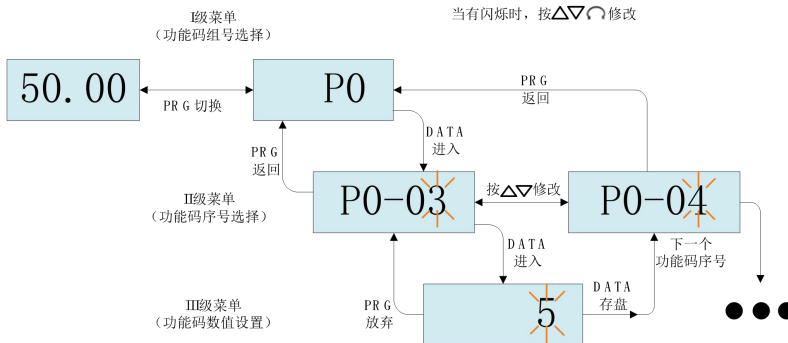 I级菜单
（功能码组号选择）
当有闪烁时，按△▽修改
50.00
PRG 切换
P0
PRG
返回
DATA
进入
PRG
返回
II级菜单
（功能码序号选择）
P0-03
按△▽修改
P0-04
DATA
进入
下一个
功能码序号
III级菜单
（功能码数值设置）
PRG
放弃
5
DATA
存盘